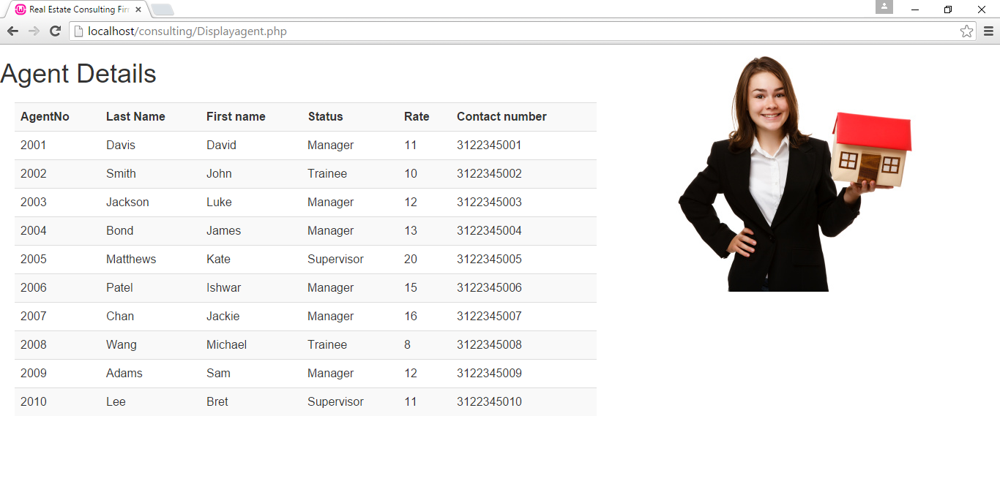 Real Estate Consulting Fir
localhost/consulting/Displayagent.php
Agent Details
AgentNo Last Name First name Status Rate Contact number
2001 Davis David Manager 11 3122345001
2002 Smith John Trainee 10 3122345002
2003 Jackson Luke Manager 12 3122345003
2004 Bond James Manager 13 3122345004
2005 Matthews Kate Supervisor 20 3122345005
2006 Patel Ishwar Manager 15 3122345006
2007 Chan Jackie Manager 16 3122345007
2008 Wang Michael Trainee 8 3122345008
2009 Adams Sam Manager 12 3122345009
2010 Lee Bret Supervisor 11 3122345010